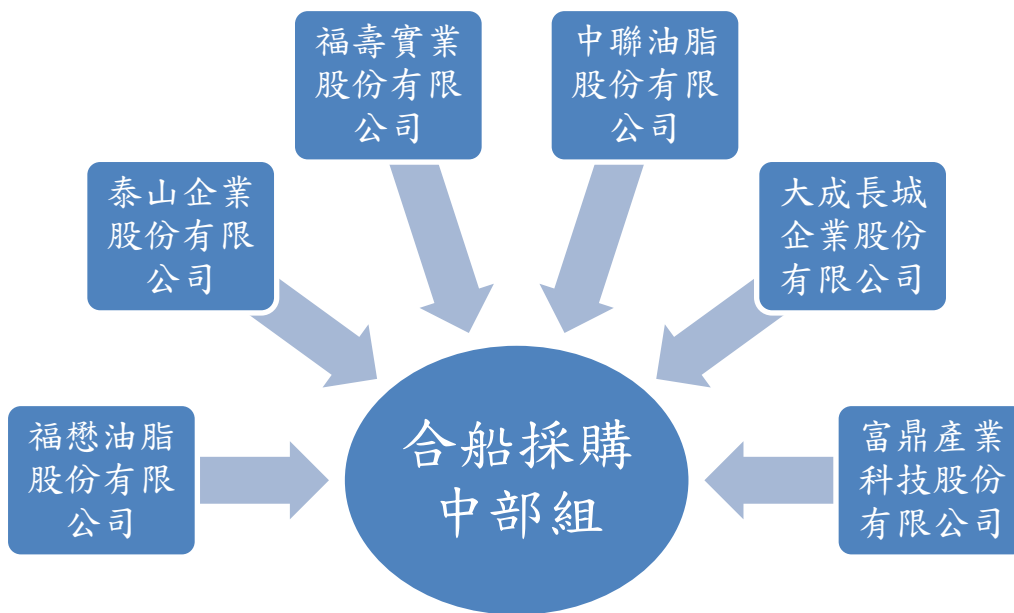 福壽實業
股份有限
公司
中聯油脂
股份有限
公司
泰山企業
股份有限
公司
大成長城
企業股份
有限公司
福懋油脂
股份有限
公司
合船採購
中部組
富鼎產業
科技股份
有限公司